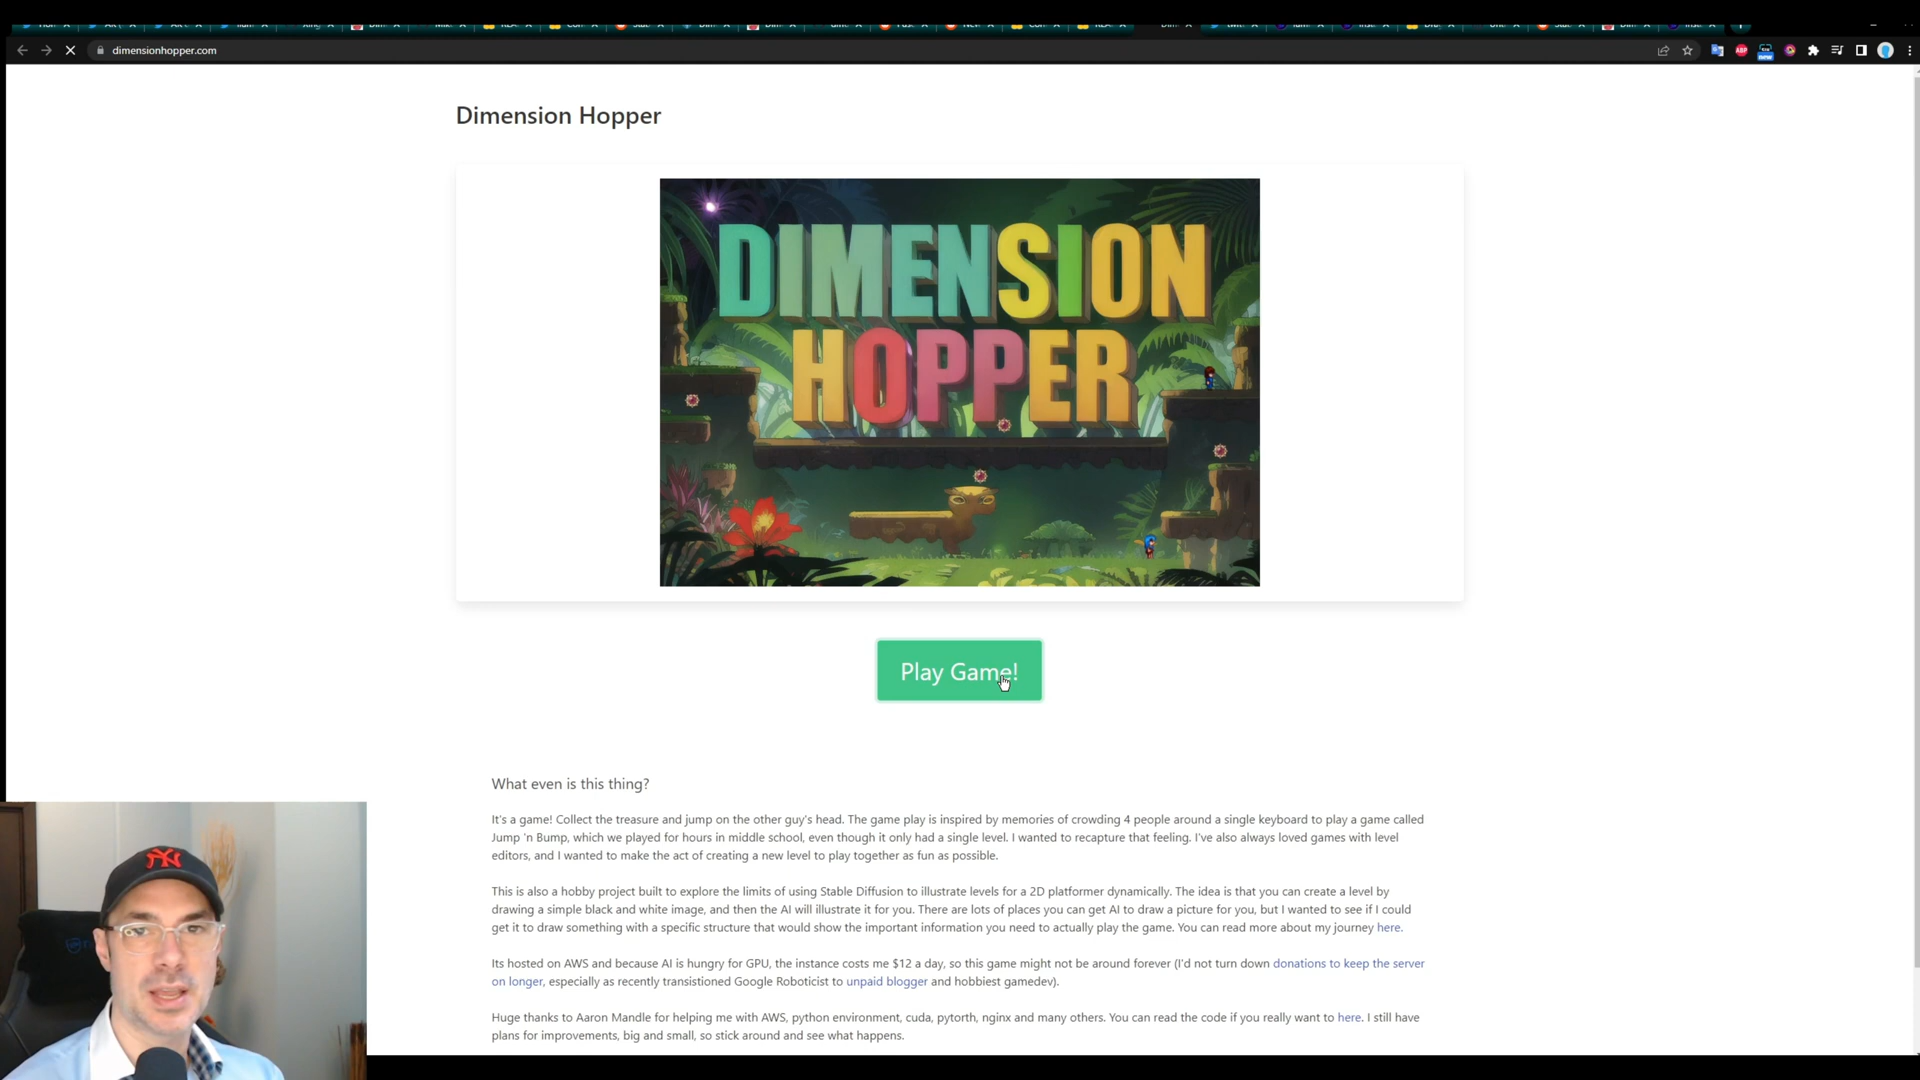 dimensionhopper.com
Dimension Hopper
DIMENSION
HOPPER
Play Game!
What even is this thing?
It's a game! Collect the treasure and jump on the other guy's head. The game play is inspired by memories of crowding 4 people around a single keyboard to play a game called
Jump 'n Bump, which we played for hours in middle school, even though it only had a single level. I wanted to recapture that feeling. I've also always loved games with level
editors, and I wanted to make the act of creating a new level to play together as fun as possible.
This is also a hobby project built to explore the limits of using Stable Diffusion to illustrate levels for a 2D platformer dynamically. The idea is that you can create a level by
drawing a simple black and white image, and then the AI will illustrate it for you. There are lots of places you can get AI to draw a picture for you, but I wanted to see if I could
get it to draw something with a specific structure that would show the important information you need to actually play the game. You can read more about my journey here.
Its hosted on AWS and because AI is hungry for GPU, the instance costs me $12 a day, so this game might not be around forever (I'd not turn down donations to keep the server
on longer, especially as recently transistioned Google Roboticist to unpaid blogger and hobbiest gamedev).
Huge thanks to Aaron Mandle for helping me with AWS, python environment, cuda, pytorth, nginx and many others. You can read the code if you really want to here. I still have
plans for improvements, big and small, so stick around and see what happens.
ABP
new
NY